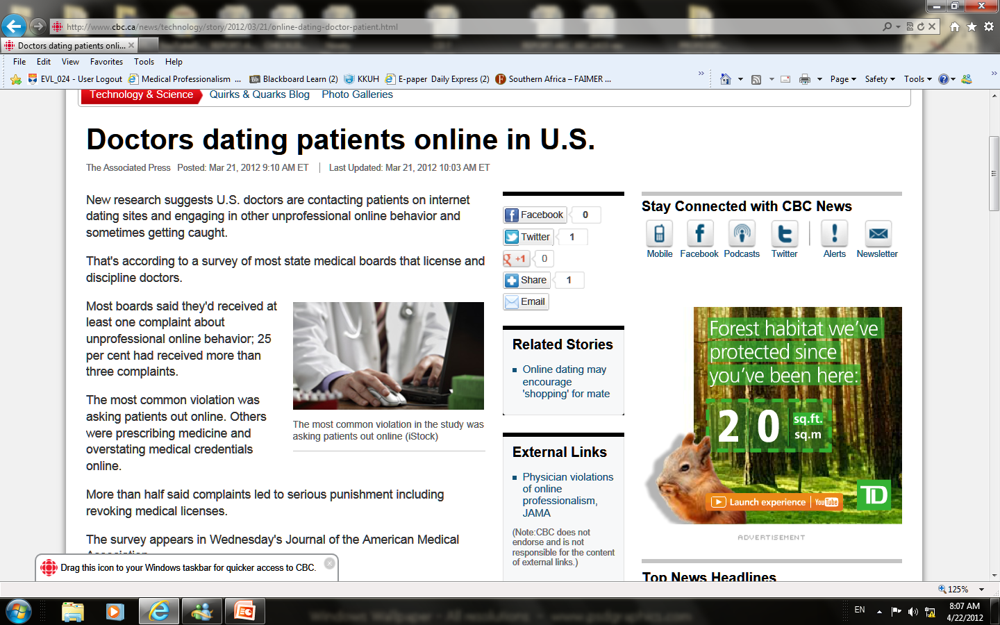 http://www.cbc.ca/news/technology/story/2012/03/21/online-dating-doctor-patient.html
Doctors dating patients onli...
File Edit View Favorites Tools Help
EVL_024 - User Logout Medical Professionalism ... Blackboard Learn (2) KKUH E-paper Daily Express (2) Southern Africa – FAIMER ... Page Safety Tools
Technology & Science Quirks & Quarks Blog Photo Galleries
Doctors dating patients online in U.S.
The Associated Press Posted: Mar 21, 2012 9:10 AM ET Last Updated: Mar 21, 2012 10:03 AM ET
New research suggests U.S. doctors are contacting patients on internet
dating sites and engaging in other unprofessional online behavior and
sometimes getting caught.
That's according to a survey of most state medical boards that license and
discipline doctors.
Most boards said they'd received at
least one complaint about
unprofessional online behavior; 25
per cent had received more than
three complaints.
The most common violation was
asking patients out online. Others
were prescribing medicine and
overstating medical credentials
online.
The most common violation in the study was
asking patients out online (iStock)
More than half said complaints led to serious punishment including
revoking medical licenses.
The survey appears in Wednesday's Journal of the American Medical
Association
Facebook 0
Twitter 1
g +1 0
Share 1
Email
Related Stories
Online dating may
encourage
'shopping' for mate
External Links
Physician violations
of online
professionalism,
JAMA
(Note:CBC does not
endorse and is not
responsible for the content
of external links.)
Stay Connected with CBC News
Mobile Facebook Podcasts Twitter Alerts Newsletter
Forest habitat we've
protected since
you've been here:
20 sq.ft.
sq.m
Launch experience YouTube
TD
ADVERTISEMENT
Top News Headlines
Drag this icon to your Windows taskbar for quicker access to CBC.
125%
EN
8:07 AM
4/22/2012